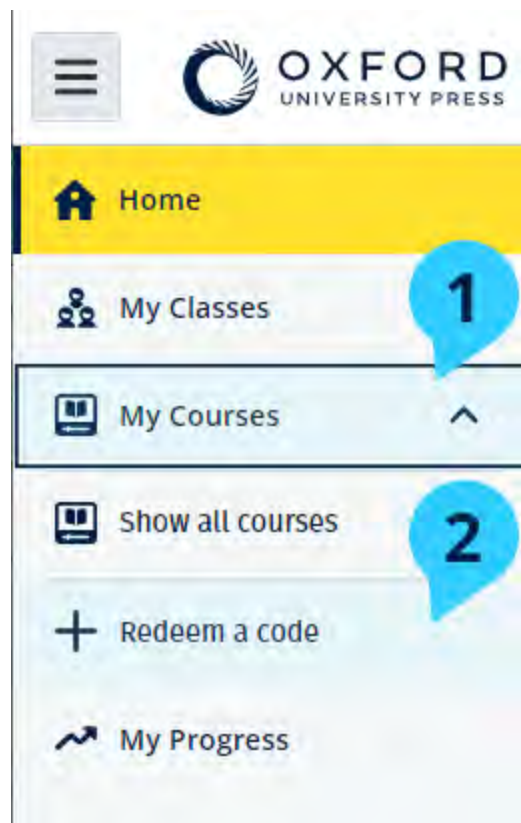 OXFORD
UNIVERSITY PRESS
Home
My Classes
1
My Courses
Show all courses
2
Redeem a code
My Progress